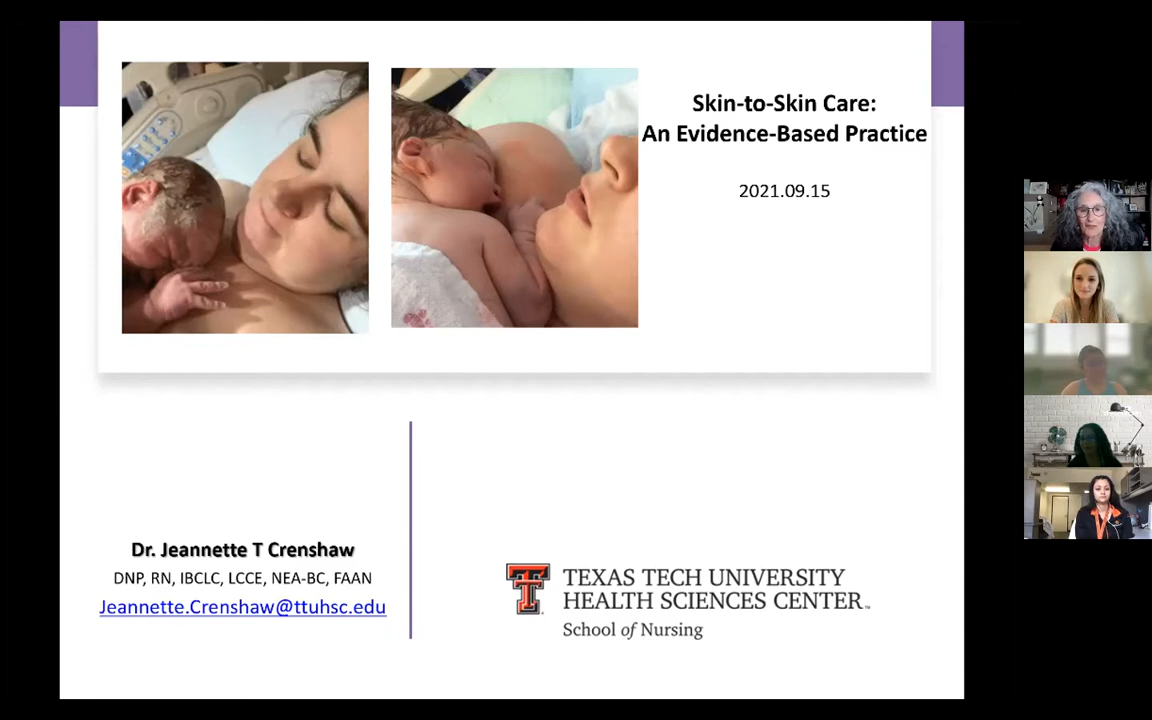 Skin-to-Skin Care:
An Evidence-Based Practice
2021.09.15
Dr. Jeannette T Crenshaw
DNP, RN, IBCLC, LCCE, NEA-BC, FAAN
Jeannette.Crenshaw@ttuhsc.edu
TEXAS TECH UNIVERSITY
HEALTH SCIENCES CENTER™
School of Nursing